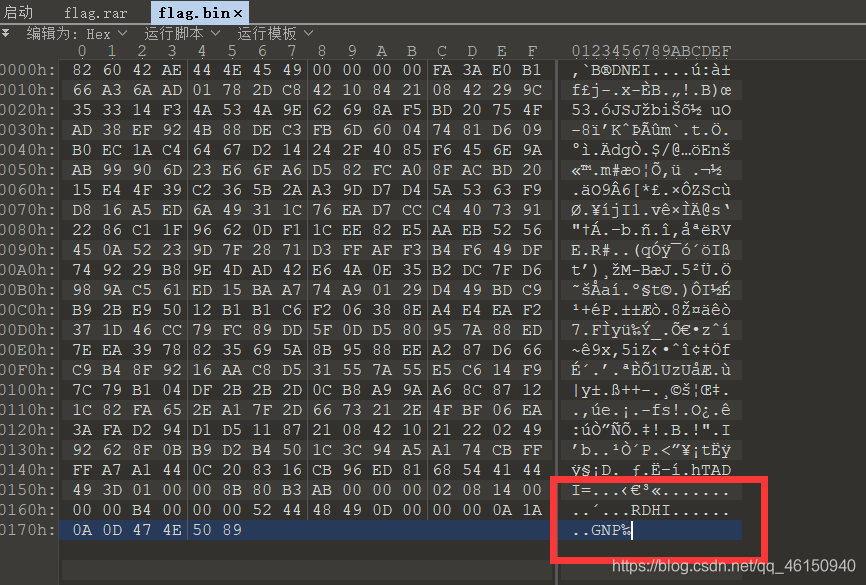 启动 flag.rar flag.bin×
编辑为: Hex 运行脚本 运行模板
0 1 2 3 4 5 6 7 8 9 A B C D E F 0123456789ABCDEF
0000h: 82 60 42 AE 44 4E 45 49 00 00 00 00 FA 3A E0 B1 ‚`B®DNEI....ú:à±
0010h: 66 A3 6A AD 01 78 2D C8 42 10 84 21 08 42 29 9C f£j-.x-ÈB.„!.B)œ
0020h: 35 33 14 F3 4A 53 4A 9E 62 69 8A F5 BD 20 75 4F 53.óJSJžbiŠõ½ uO
0030h: AD 38 EF 92 4B 88 DE C3 FB 6D 60 04 74 81 D6 09 -8ï’KˆÞÃûm`.t.Ö.
0040h: B0 EC 1A C4 64 67 D2 14 24 2F 40 85 F6 45 6E 9A °ì.ÄdgÒ.$/@…öEnš
0050h: AB 99 90 6D 23 E6 6F A6 D5 82 FC A0 8F AC BD 20 «™.m#æo¦Õ‚ü .¬½
0060h: 15 E4 4F 39 C2 36 5B 2A A3 9D D7 D4 5A 53 63 F9 .äO9Â6[*£.×ÔZScù
0070h: D8 16 A5 ED 6A 49 31 1C 76 EA D7 CC C4 40 73 91 Ø.¥íjI1.vê×ÌÄ@s‘
0080h: 22 86 C1 1F 96 62 0D F1 1C EE 82 E5 AA EB 52 56 "†Á.–b.ñ.î‚åªëRV
0090h: 45 0A 52 23 9D 7F 28 71 D3 FF AF F3 B4 F6 49 DF E.R#..(qÓÿ¯ó´öIß
00A0h: 74 92 29 B8 9E 4D AD 42 E6 4A 0E 35 B2 DC 7F D6 t’)¸žM-BæJ.5²Ü.Ö
00B0h: 98 9A C5 61 ED 15 BA A7 74 A9 01 29 D4 49 BD C9 ˜šÅaí.º§t©.)ÔI½É
00C0h: B9 2B E9 50 12 B1 B1 C6 F2 06 38 8E A4 E4 EA F2 ¹+éP.±±Æò.8Ž¤äêò
00D0h: 37 1D 46 CC 79 FC 89 DD 5F 0D D5 80 95 7A 88 ED 7.FÌyü‰Ý_.Õ€•zˆí
00E0h: 7E EA 39 78 82 35 69 5A 8B 95 88 EE A2 87 D6 66 ~ê9x‚5iZ‹•ˆî¢‡Öf
00F0h: C9 B4 8F 92 16 AA C8 D5 31 55 7A 55 E5 C6 14 F9 É´.’.ªÈÕ1UzUåÆ.ù
0100h: 7C 79 B1 04 DF 2B 2B 2D 0C B8 A9 9A A6 8C 87 12 |y±.ß++-.¸©š¦Œ‡.
0110h: 1C 82 FA 65 2E A1 7F 2D 66 73 21 2E 4F BF 06 EA .‚úe.¡.-fs!.O¿.ê
0120h: 3A FA D2 94 D1 D5 11 87 21 08 42 10 21 22 02 49 :úÒ”ÑÕ.‡!.B.!".I
0130h: 92 62 8F 0B B9 D2 B4 50 1C 3C 94 A5 A1 74 CB FF ’b..¹Ò´P.<”¥¡tËÿ
0140h: FF A7 A1 44 0C 20 83 16 CB 96 ED 81 68 54 41 44 ÿ§¡D. ƒ.Ë–í.hTAD
0150h: 49 3D 01 00 00 8B 80 B3 AB 00 00 00 02 08 14 00 I=...‹€³«.......
0160h: 00 00 B4 00 00 00 52 44 48 49 0D 00 00 00 0A 1A ..´...RDHI......
0170h: 0A 0D 47 4E 50 89 ..GNP‰
https://blog.csdn.net/qq_46150940